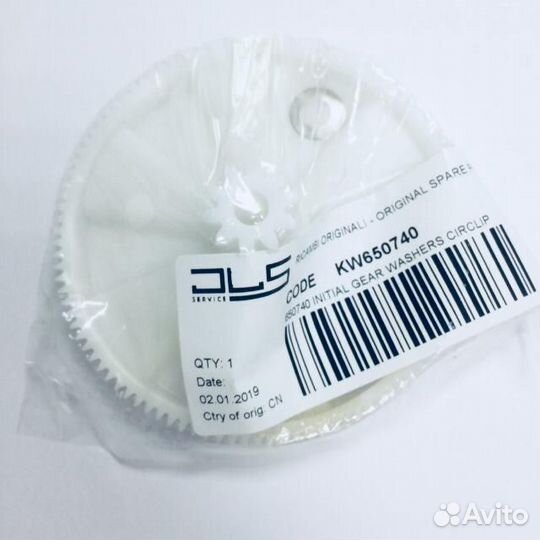 RICAMBI ORIGINALI - ORIGINAL SPARE
CODE KW650740
650740 INITIAL GEAR WASHERS CIRCLIP
DLS
SERVICE
QTY: 1
Date:
02.01.2019
Ctry of orig. CN
Avito